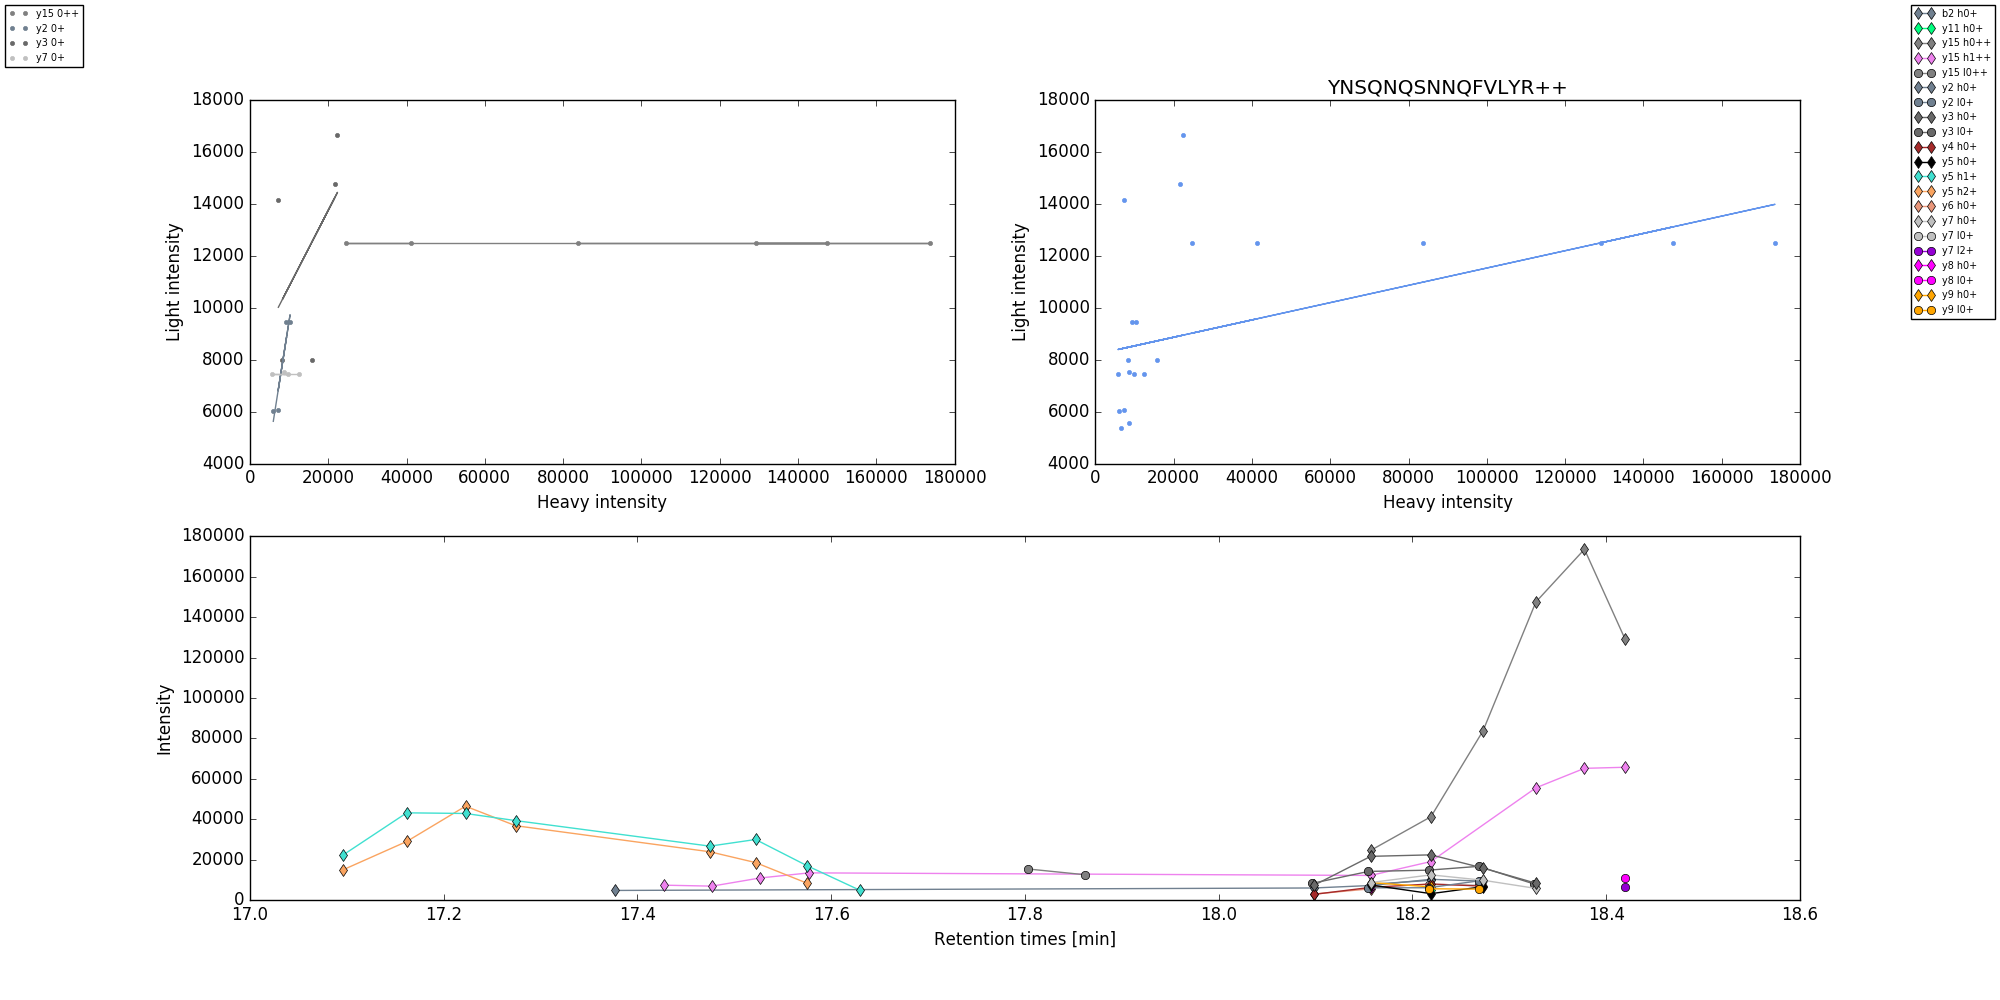 y15 0++
y2 0+
y3 0+
y7 0+
b2 h0+
y11 h0+
y15 h0++
y15 h1++
y15 l0++
y2 h0+
y2 l0+
y3 h0+
y3 l0+
y4 h0+
y5 h0+
y5 h1+
y5 h2+
y6 h0+
y7 h0+
y7 l0+
y7 l2+
y8 h0+
y8 l0+
y9 h0+
y9 l0+
18000
16000
14000
12000
10000
8000
6000
4000
Light intensity
0 20000 40000 60000 80000 100000 120000 140000 160000 180000
Heavy intensity
YNSQNQSNNQFVLYR++
18000
16000
14000
12000
10000
8000
6000
4000
Light intensity
0 20000 40000 60000 80000 100000 120000 140000 160000 180000
Heavy intensity
180000
160000
140000
120000
100000
80000
60000
40000
20000
0
Intensity
17.0 17.2 17.4 17.6 17.8 18.0 18.2 18.4 18.6
Retention times [min]